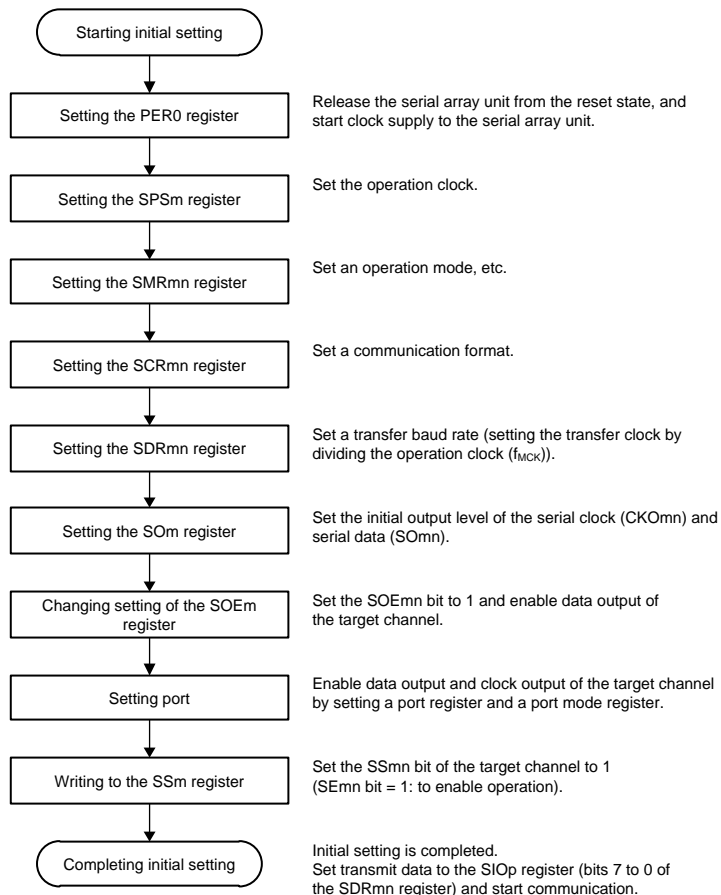 Starting initial setting
Setting the PER0 register
Release the serial array unit from the reset state, and
start clock supply to the serial array unit.
Setting the SPSm register
Set the operation clock.
Setting the SMRmn register
Set an operation mode, etc.
Setting the SCRmn register
Set a communication format.
Setting the SDRmn register
Set a transfer baud rate (setting the transfer clock by
dividing the operation clock (fMCK)).
Setting the SOm register
Set the initial output level of the serial clock (CKOmn) and
serial data (SOmn).
Changing setting of the SOEm
register
Set the SOEmn bit to 1 and enable data output of
the target channel.
Setting port
Enable data output and clock output of the target channel
by setting a port register and a port mode register.
Writing to the SSm register
Set the SSmn bit of the target channel to 1
(SEmn bit = 1: to enable operation).
Completing initial setting
Initial setting is completed.
Set transmit data to the SIOp register (bits 7 to 0 of
the SDRmn register) and start communication.